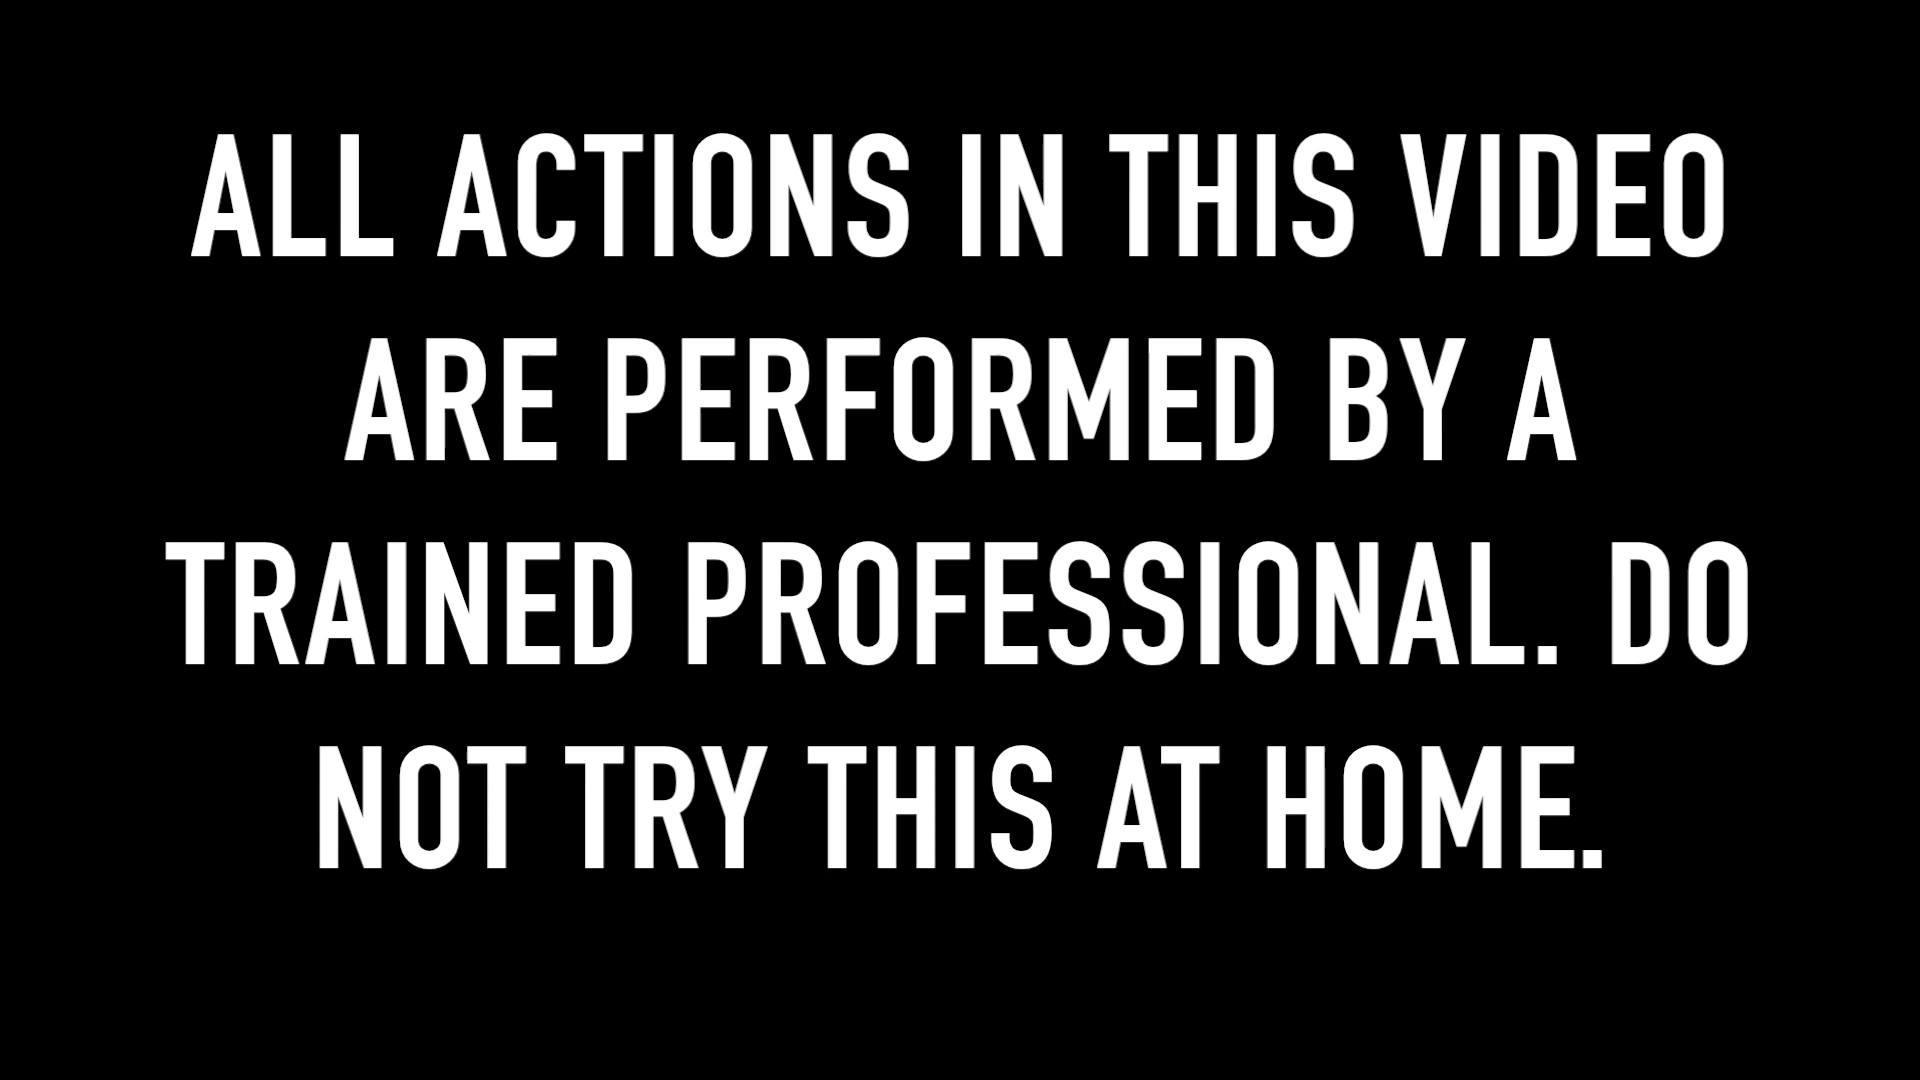 ALL ACTIONS IN THIS VIDEO
ARE PERFORMED BY A
TRAINED PROFESSIONAL. DO
NOT TRY THIS AT HOME.